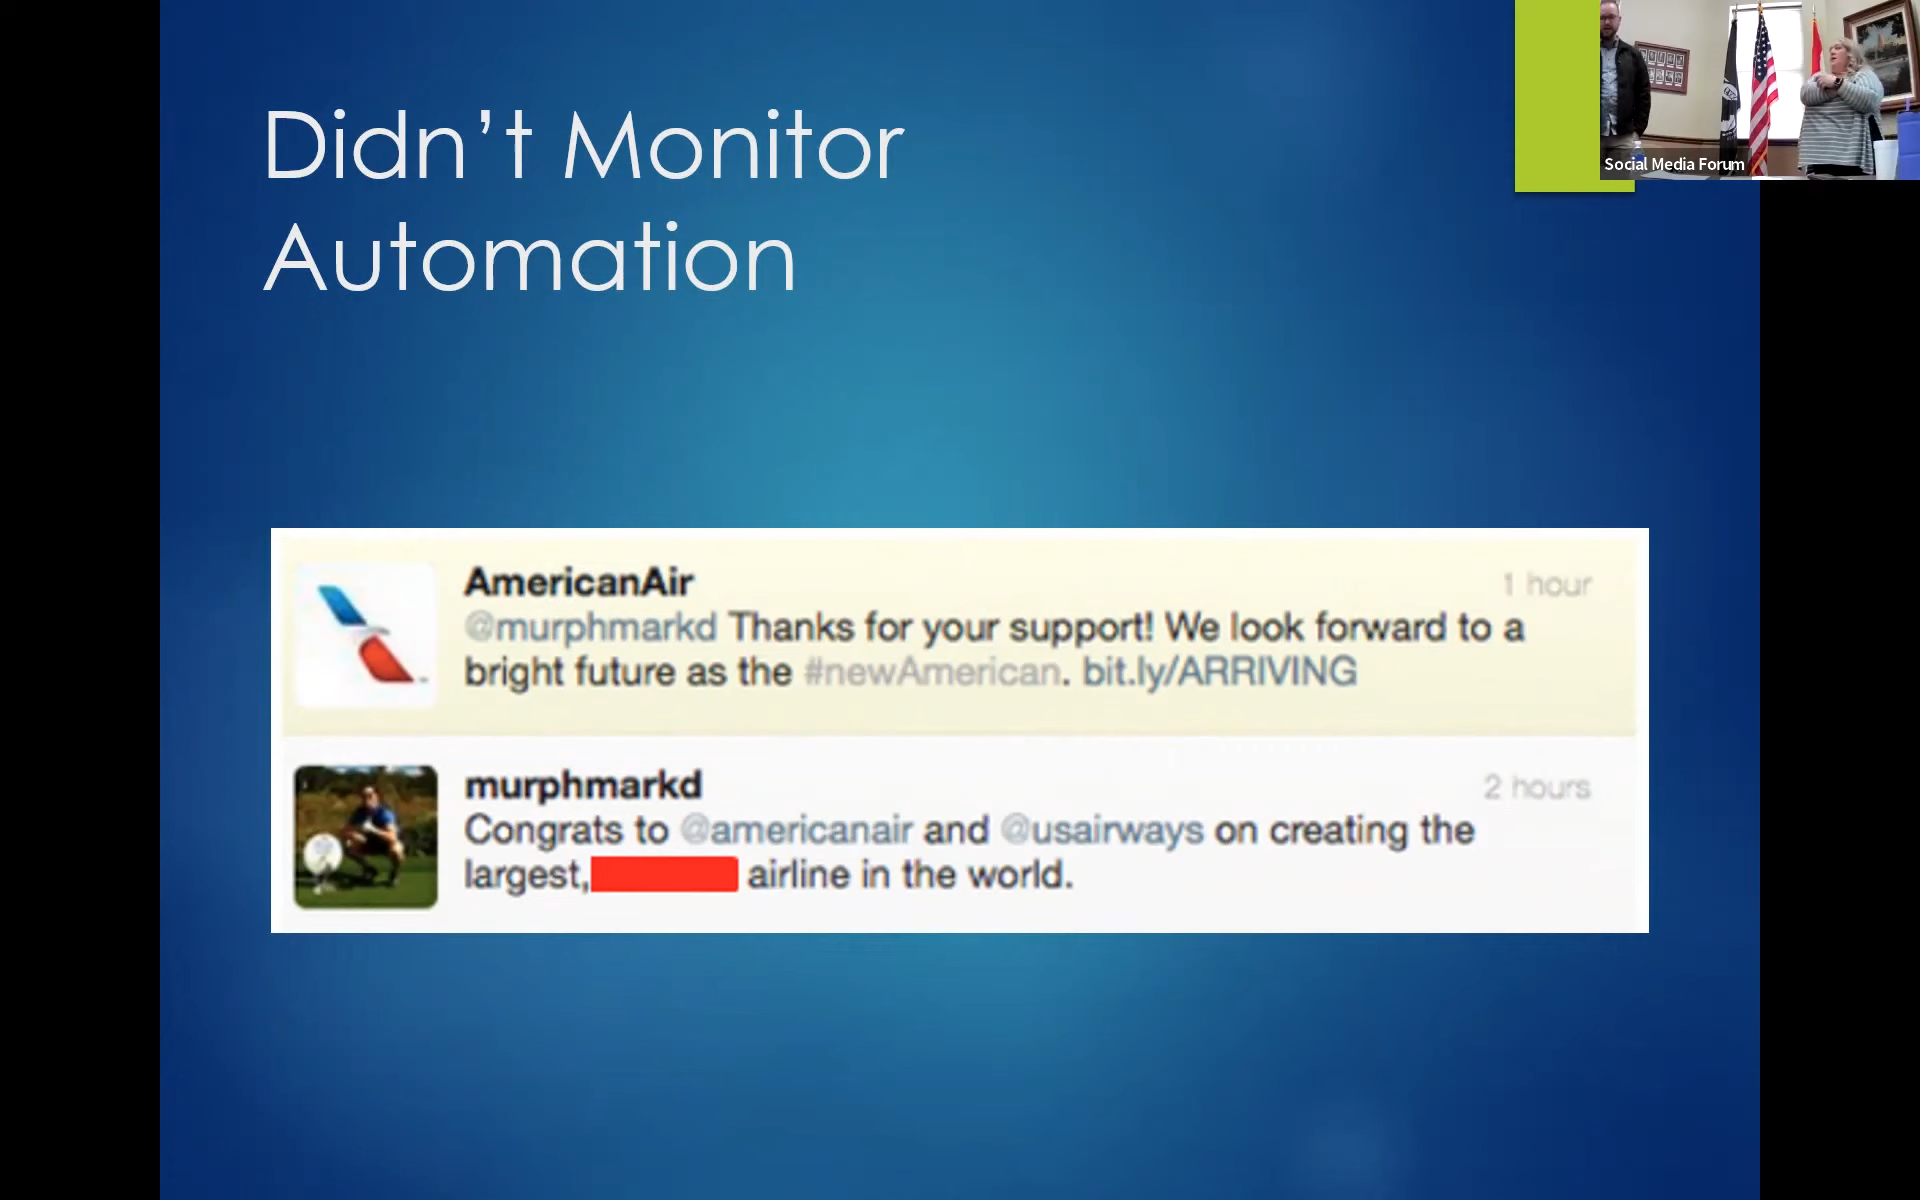 Didn’t Monitor
Automation
Social Media Forum
AmericanAir
1 hour
@murphmarkd Thanks for your support! We look forward to a
bright future as the #newAmerican. bit.ly/ARRIVING
murphmarkd
2 hours
Congrats to @americanair and @usairways on creating the
largest, airline in the world.